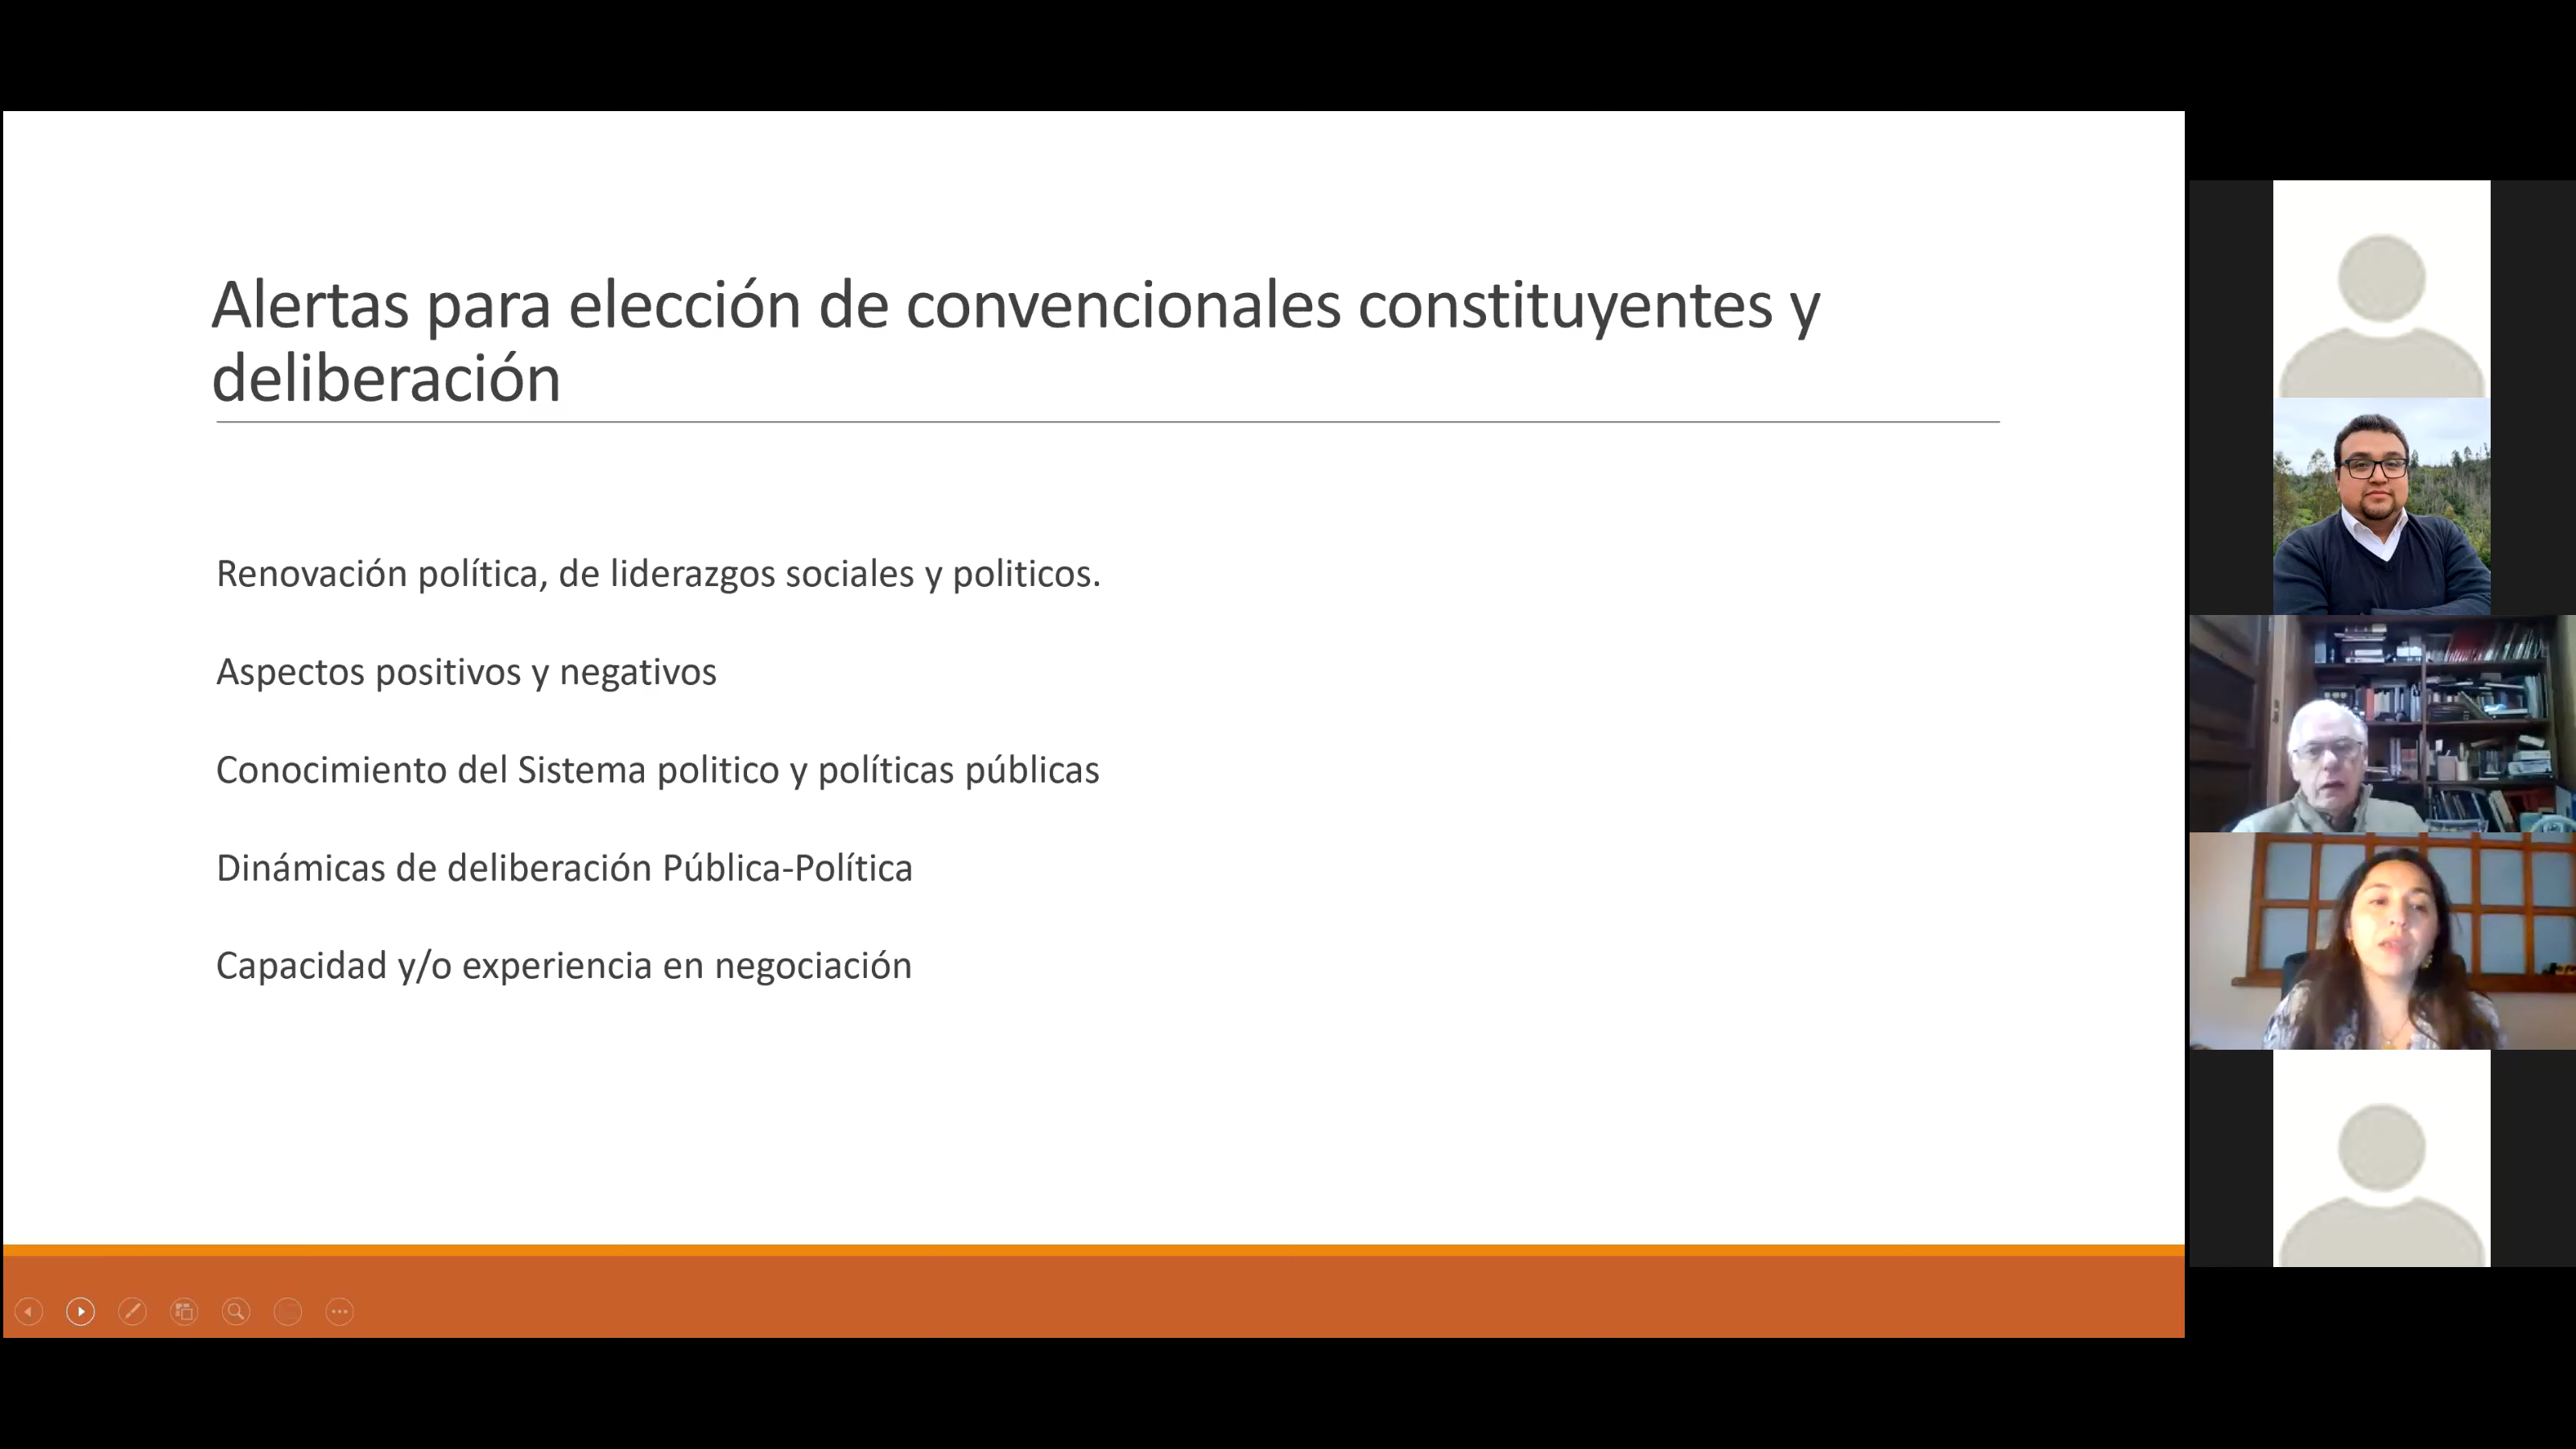 Alertas para elección de convencionales constituyentes y
deliberación
Renovación política, de liderazgos sociales y politicos.
Aspectos positivos y negativos
Conocimiento del Sistema politico y políticas públicas
Dinámicas de deliberación Pública-Política
Capacidad y/o experiencia en negociación